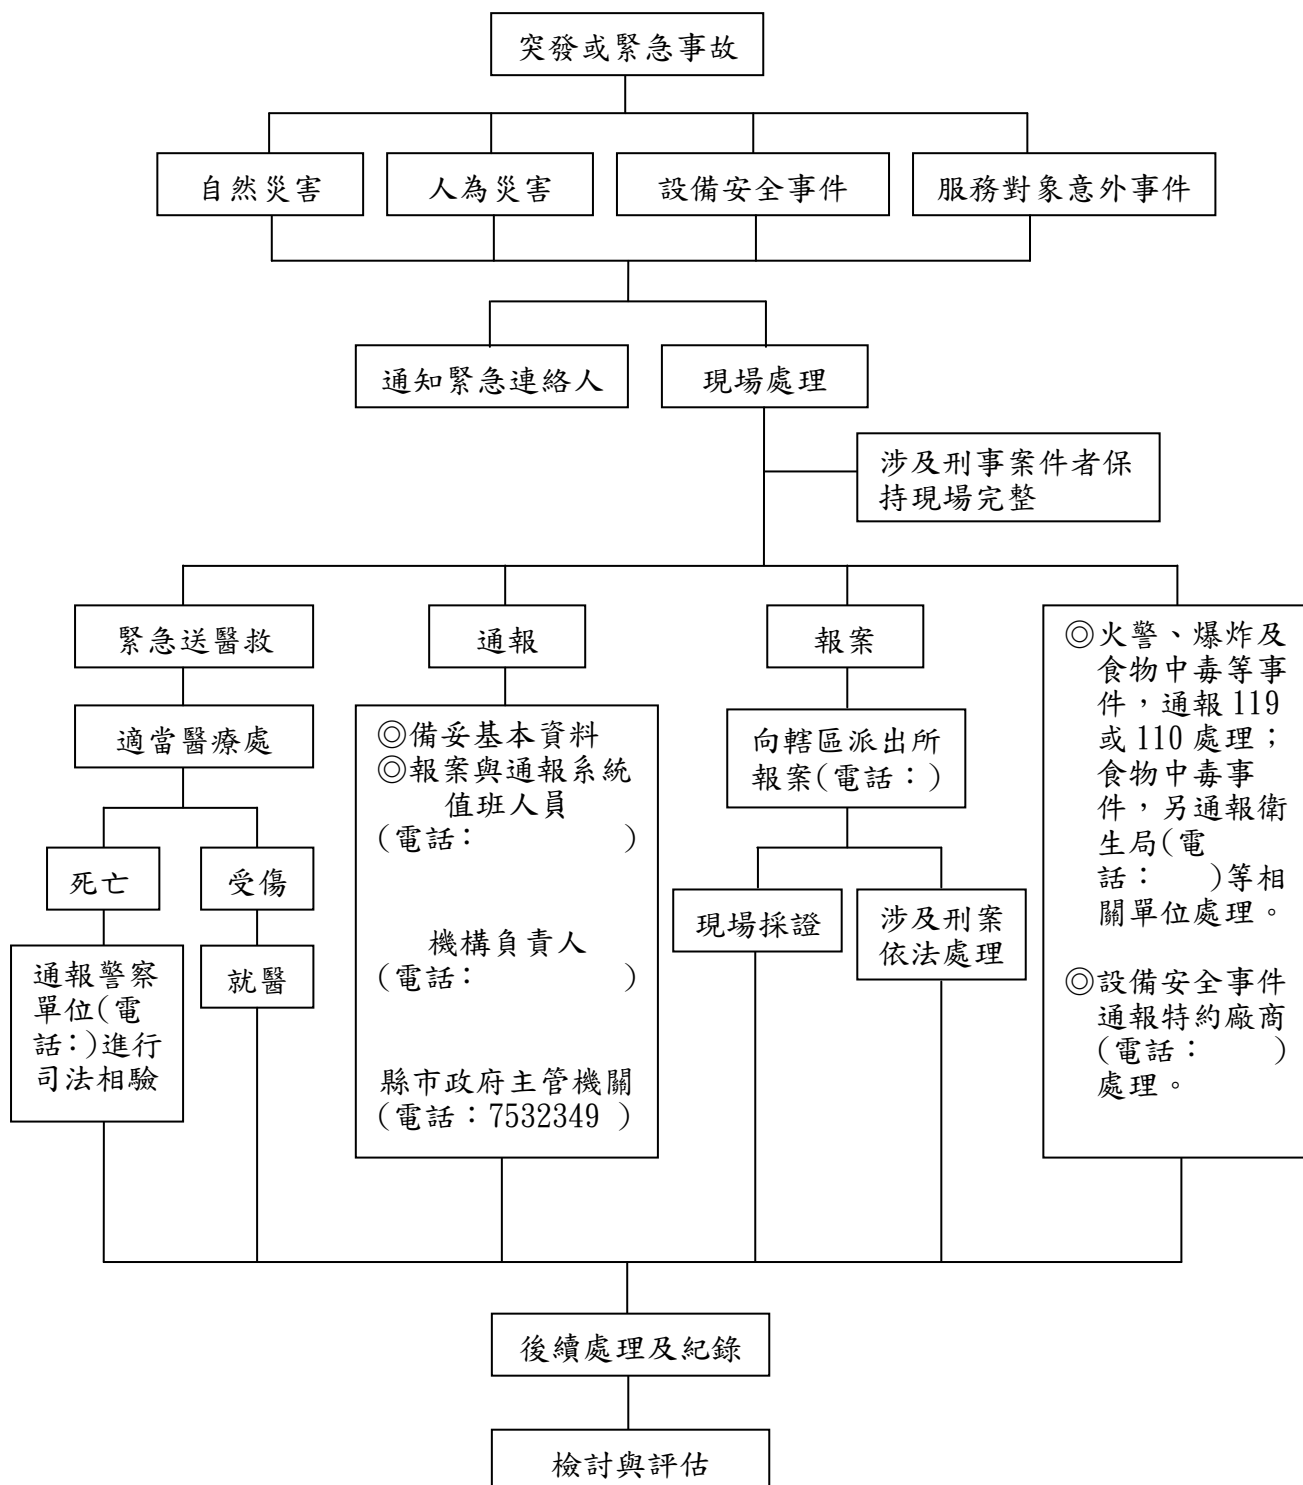 突發或緊急事故
自然災害
人為災害
設備安全事件
服務對象意外事件
通知緊急連絡人
現場處理
涉及刑事案件者保
持現場完整
緊急送醫救
適當醫療處
死亡
受傷
通報警察
單位(電
話：)進行
司法相驗
就醫
通報
◎備妥基本資料
◎報案與通報系統
值班人員
(電話：　　　　)
機構負責人
(電話：　　　　)
縣市政府主管機關
(電話：7532349 )
報案
向轄區派出所
報案(電話：)
現場採證
涉及刑案
依法處理
◎火警、爆炸及
食物中毒等事
件，通報 119
或 110 處理；
食物中毒事
件，另通報衛
生局(電
話：　　)等相
關單位處理。
◎設備安全事件
通報特約廠商
(電話：　　)
處理。
後續處理及紀錄
檢討與評估